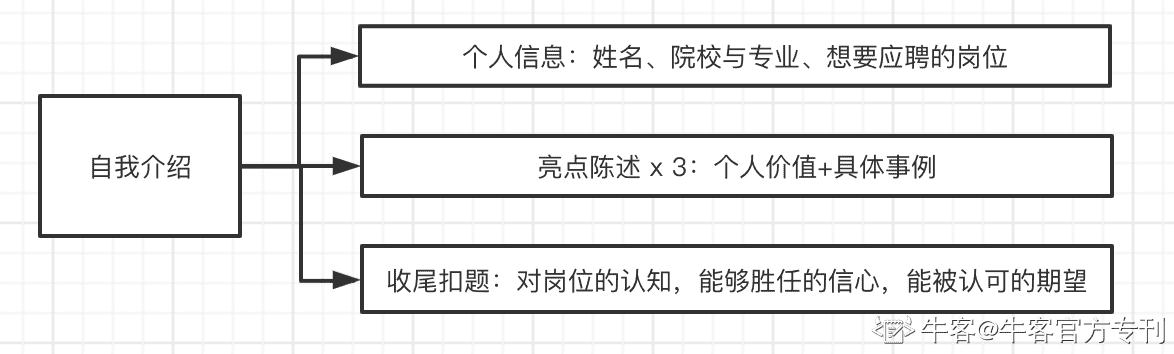 个人信息：姓名、院校与专业、想要应聘的岗位
自我介绍
亮点陈述 x 3：个人价值+具体事例
收尾扣题：对岗位的认知，能够胜任的信心，能被认可的期望
牛客@牛客官方专刊